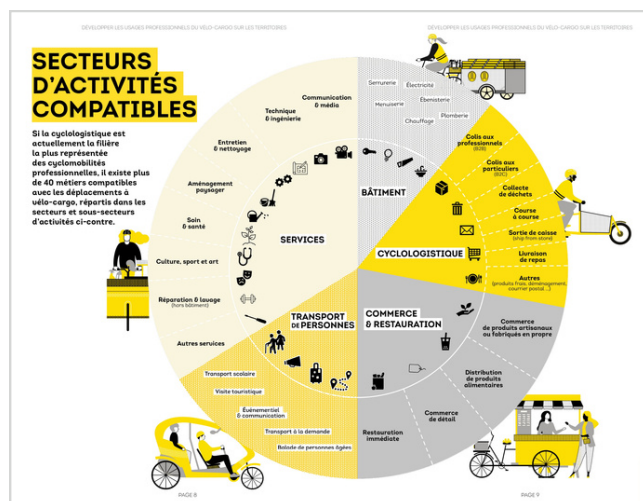 DÉVELOPPER LES USAGES PROFESSIONNELS DU VÉLO-CARGO SUR LES TERRITOIRES
DÉVELOPPER LES USAGES PROFESSIONNELS DU VÉLO-CARGO SUR LES TERRITOIRES
SECTEURS
D'ACTIVITÉS
COMPATIBLES
Si la cyclologistique est
actuellement la filière
la plus représentée
des cyclomobilités
professionnelles, il existe plus
de 40 métiers compatibles
avec les déplacements à
vélo-cargo, répartis dans les
secteurs et sous-secteurs
d'activités ci-contre.
SERVICES
Communication
& média
Technique
& ingénierie
Entretien
& nettoyage
Aménagement
paysager
Soin
& santé
Culture, sport et art
Réparation & lavage
(hors bâtiment)
Autres services
BÂTIMENT
Serrurerie
Électricité
Menuiserie
Ébénisterie
Chauffage
Plomberie
CYCLOLOGISTIQUE
Colis aux
professionnels
(B2B)
Colis aux
particuliers
(B2C)
Collecte
de déchets
Course
à course
Sortie de caisse
(ship from store)
Livraison
de repas
Autres
(produits frais, déménagement,
courrier postal ...)
COMMERCE
& RESTAURATION
Commerce
de produits artisanaux
ou fabriqués en propre
Distribution
de produits
alimentaires
Commerce
de détail
Restauration
immédiate
TRANSPORT
DE PERSONNES
Transport scolaire
Visite touristique
Événementiel
& communication
Transport à la demande
Balade de personnes âgées
PAGE 8
PAGE 9